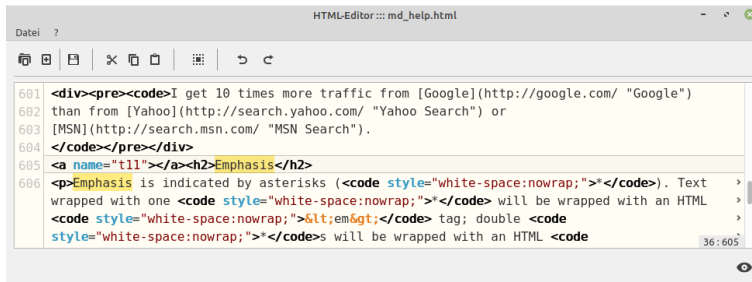 HTML-Editor ::: md_help.html
Datei ?
601 <div><pre><code>I get 10 times more traffic from [Google](http://google.com/ "Google")
602 than from [Yahoo](http://search.yahoo.com/ "Yahoo Search") or
603 [MSN](http://search.msn.com/ "MSN Search").
604 </code></pre></div>
605 <a name="t11"></a><h2>Emphasis</h2>
606 <p>Emphasis is indicated by asterisks (<code style="white-space:nowrap;">*</code>). Text
wrapped with one <code style="white-space:nowrap;">*</code> will be wrapped with an HTML
<code style="white-space:nowrap;">&lt;em&gt;</code> tag; double <code
style="white-space:nowrap;">*</code>s will be wrapped with an HTML <code
36:605